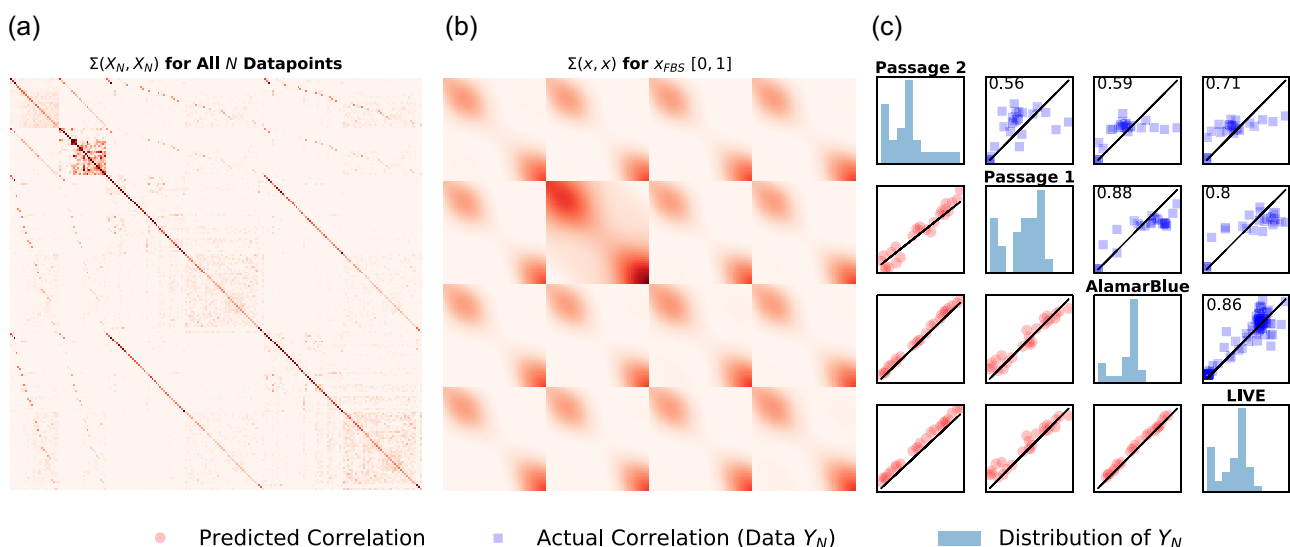 (a)
(b)
(c)
Σ(X_N, X_N) for All N Datapoints
Σ(x, x) for x_FBS [0, 1]
Passage 2
0.56
0.59
0.71
Passage 1
0.88
0.8
AlamarBlue
0.86
LIVE
Predicted Correlation
Actual Correlation (Data Y_N)
Distribution of Y_N